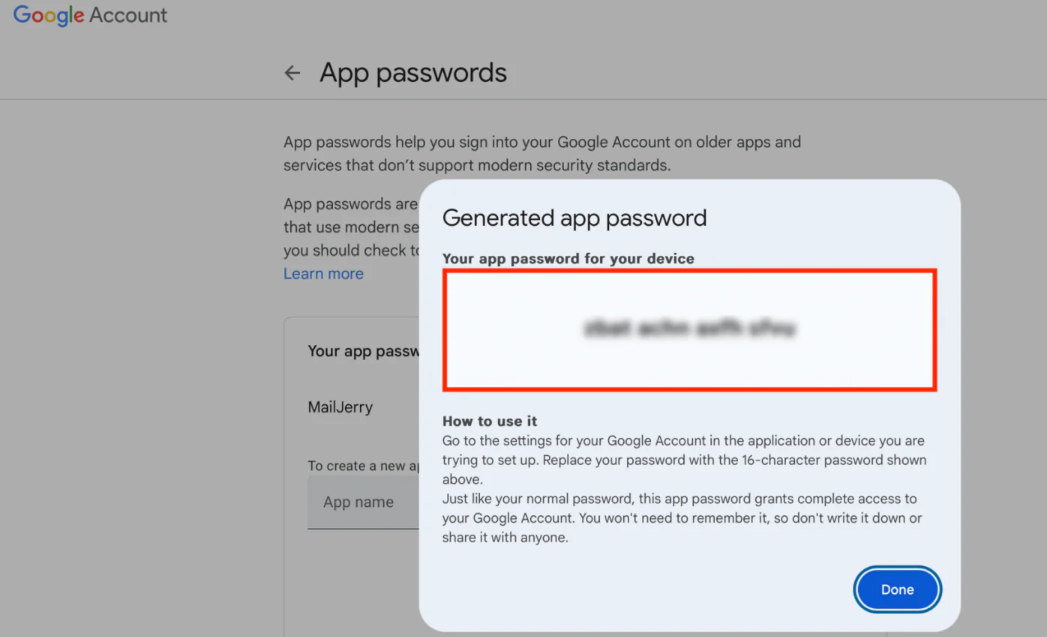 Google Account
← App passwords
App passwords help you sign into your Google Account on older apps and
services that don't support modern security standards.
App passwords are
that use modern se
you should check to
Learn more
Your app passw
MailJerry
To create a new ap
App name
Generated app password
Your app password for your device
How to use it
Go to the settings for your Google Account in the application or device you are
trying to set up. Replace your password with the 16-character password shown
above.
Just like your normal password, this app password grants complete access to
your Google Account. You won't need to remember it, so don't write it down or
share it with anyone.
Done